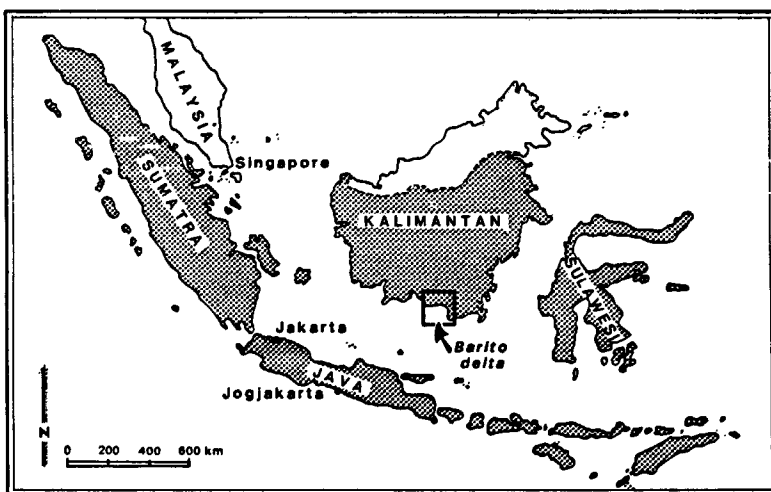 MALAYSIA
Singapore
SUMATRA
KALIMANTAN
SULAWESI
Jakarta
Barito
delta
JAVA
Jogjakarta
N
0 200 400 600 km